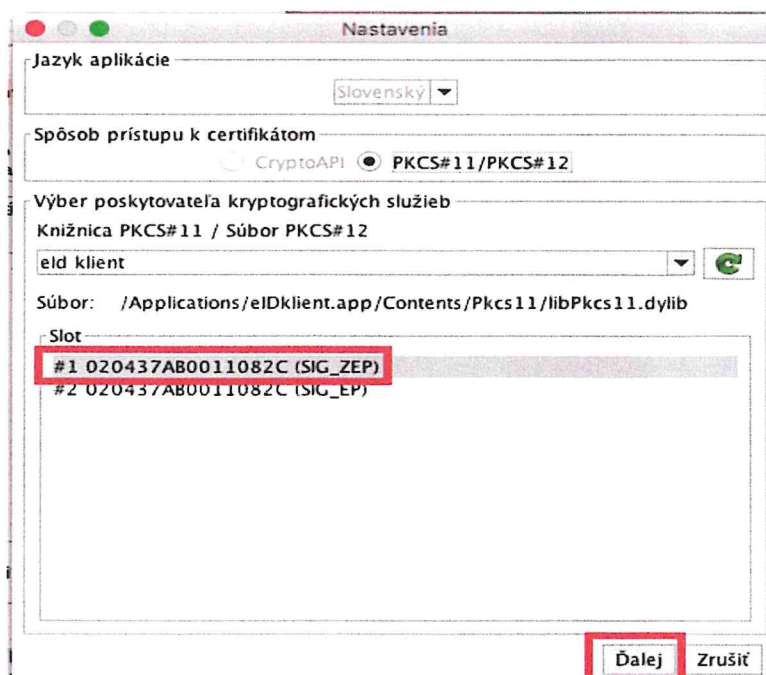 Nastavenia
Jazyk aplikácie
Slovenský
Spôsob prístupu k certifikátom
CryptoAPI PKCS#11/PKCS#12
Výber poskytovateľa kryptografických služieb
Knižnica PKCS#11 / Súbor PKCS#12
eId klient
Súbor: /Applications/eIDklient.app/Contents/Pkcs11/libPkcs11.dylib
Slot
#1 020437AB0011082C (SIG_ZEP)
#2 020437AB0011082C (SIG_EP)
Ďalej Zrušiť